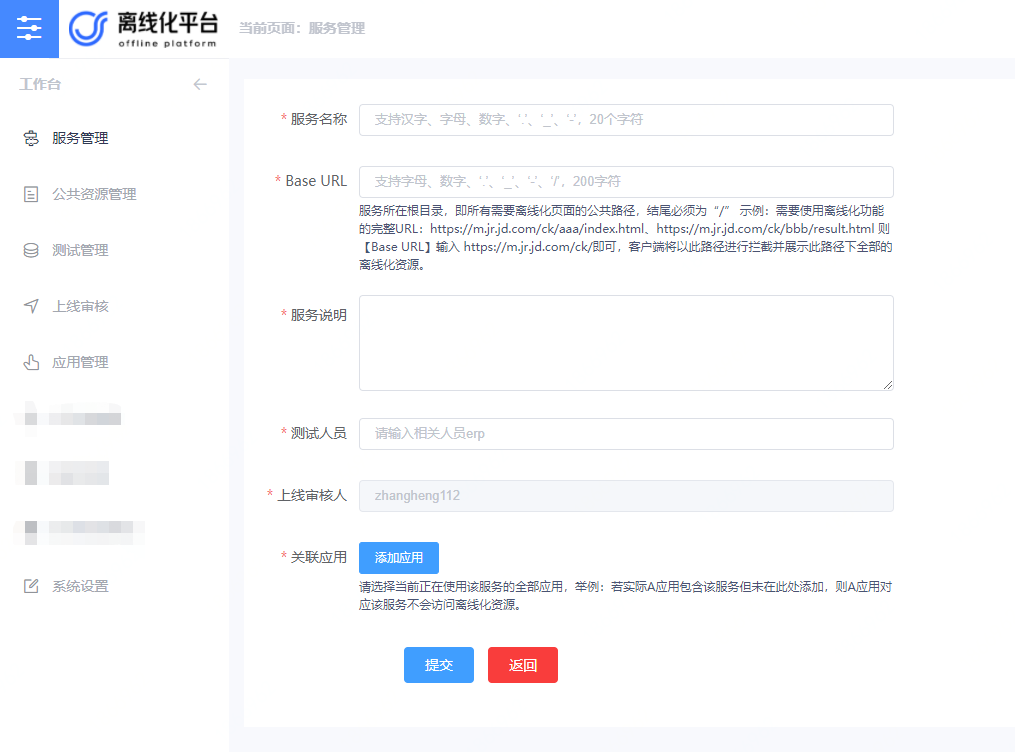 离线化平台
offline platform
当前页面：服务管理
工作台
服务管理
公共资源管理
测试管理
上线审核
应用管理
系统设置
* 服务名称
支持汉字、字母、数字、‘.’、‘_’、‘-’，20个字符
* Base URL
支持字母、数字、‘.’、‘_’、‘-’、‘/’，200字符
服务所在根目录，即所有需要离线化页面的公共路径，结尾必须为“/” 示例：需要使用离线化功能
的完整URL：https://m.jr.jd.com/ck/aaa/index.html、https://m.jr.jd.com/ck/bbb/result.html 则
【Base URL】输入 https://m.jr.jd.com/ck/即可，客户端将以此路径进行拦截并展示此路径下全部的
离线化资源。
* 服务说明
* 测试人员
请输入相关人员erp
* 上线审核人
zhangheng112
* 关联应用
添加应用
请选择当前正在使用该服务的全部应用，举例：若实际A应用包含该服务但未在此处添加，则A应用对
应该服务不会访问离线化资源。
提交
返回